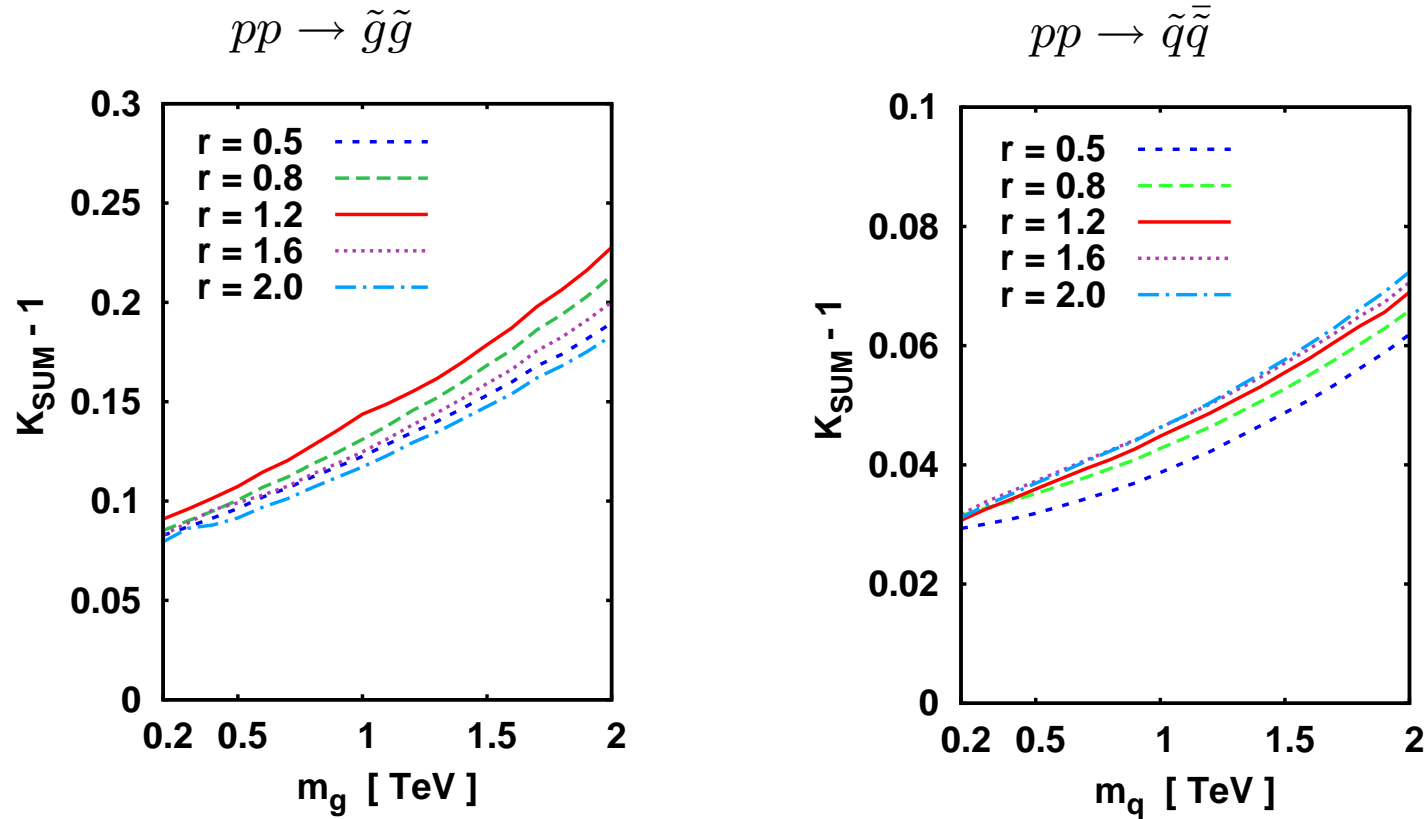 pp → g̃g̃
0.3
0.25
0.2
0.15
0.1
0.05
0
K_SUM - 1
r = 0.5
r = 0.8
r = 1.2
r = 1.6
r = 2.0
0.2 0.5 1 1.5 2
m_g [ TeV ]
pp → q̃q̃̄
0.1
0.08
0.06
0.04
0.02
0
K_SUM - 1
r = 0.5
r = 0.8
r = 1.2
r = 1.6
r = 2.0
0.2 0.5 1 1.5 2
m_q [ TeV ]